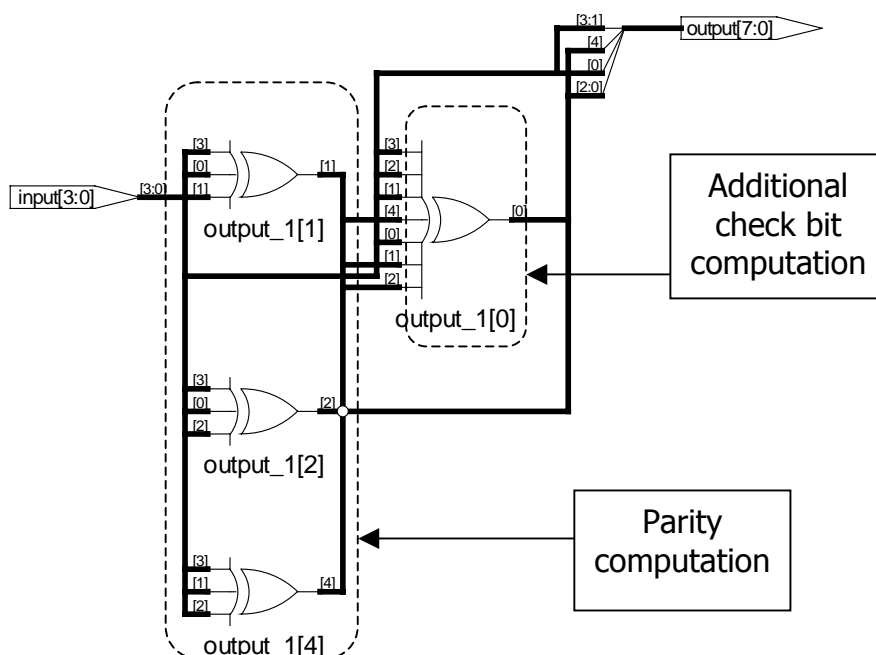 [3:1]
output[7:0]
[4]
[0]
[2:0]
[3]
[0]
[1]
[1]
input[3:0]
[3:0]
output_1[1]
[3]
[2]
[1]
[4]
[0]
[1]
[2]
[0]
output_1[0]
Additional
check bit
computation
[3]
[0]
[2]
[2]
output_1[2]
Parity
computation
[3]
[1]
[2]
[4]
output_1[4]